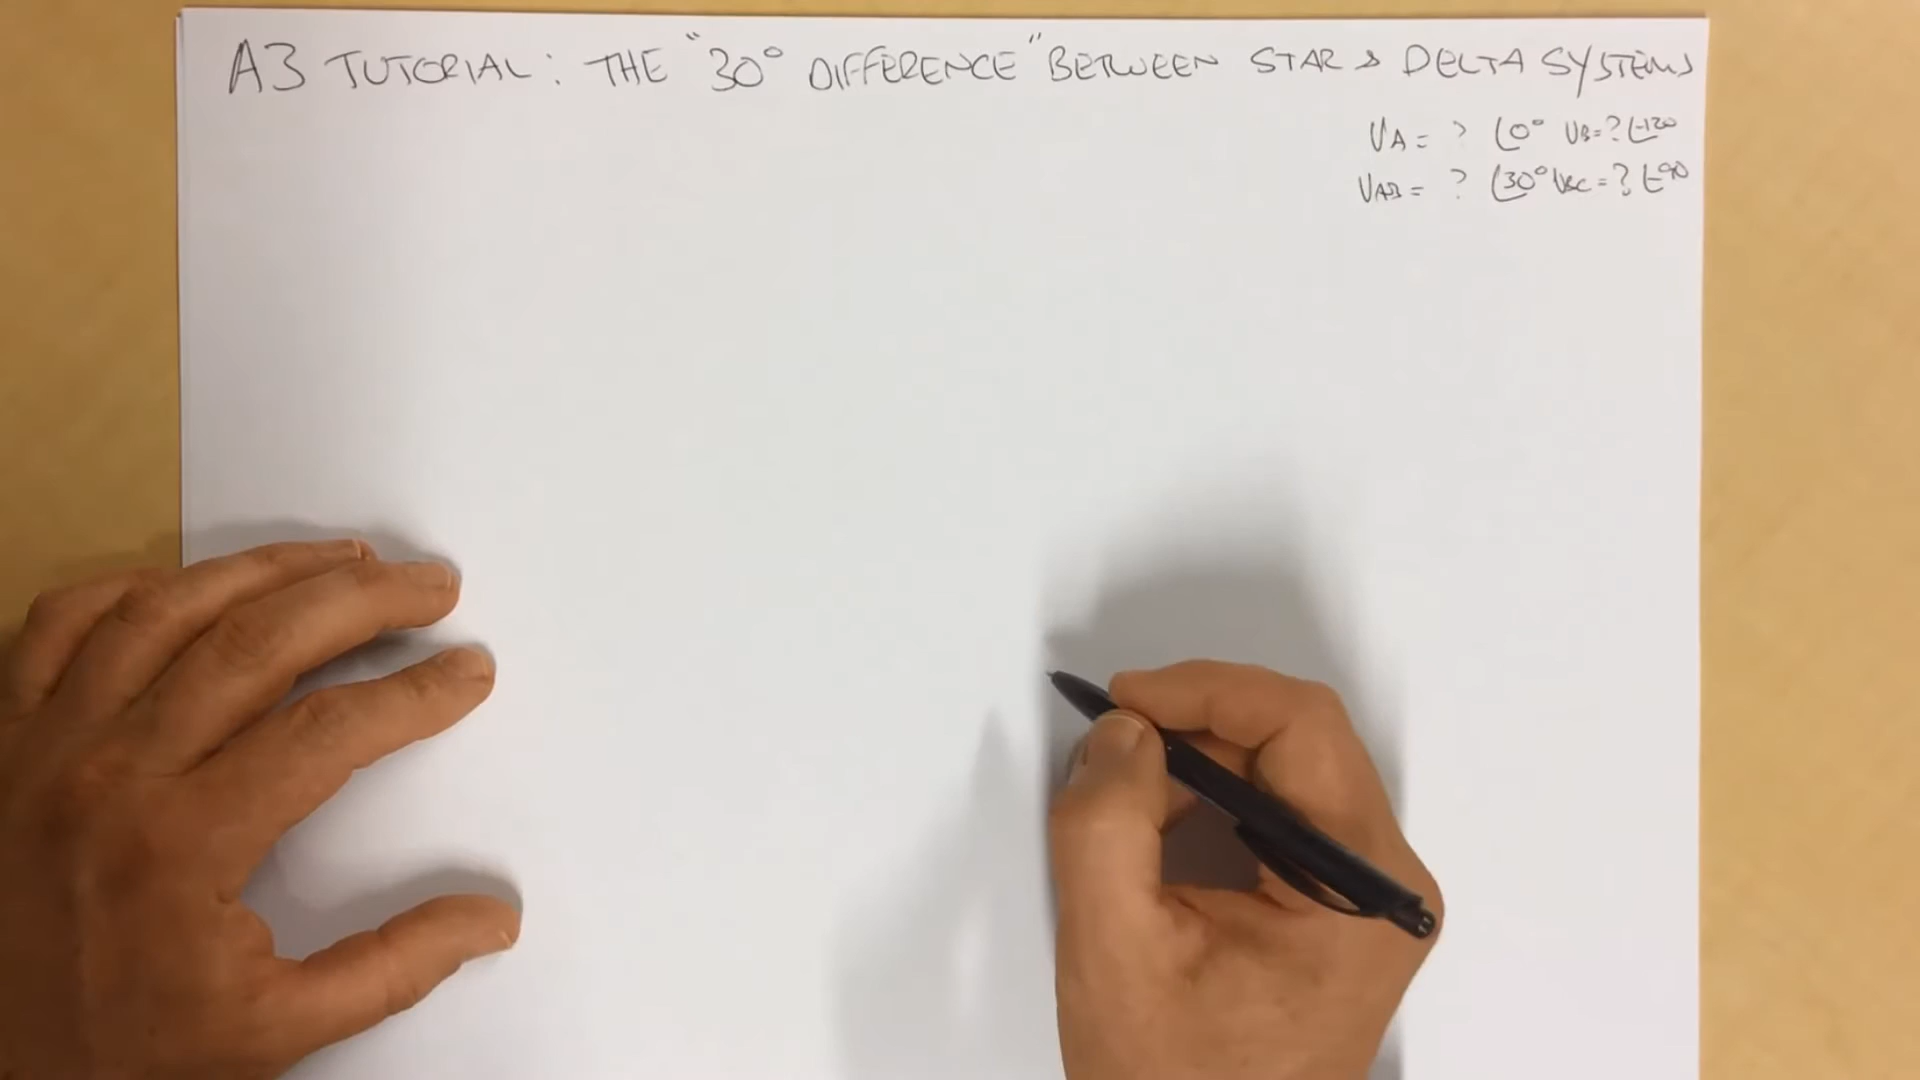 A3 TUTORIAL: THE "30° DIFFERENCE" BETWEEN STAR & DELTA SYSTEMS
VA = ? ∠0° VB=? ∠-120
VAB = ? ∠30° VBC=? ∠-90